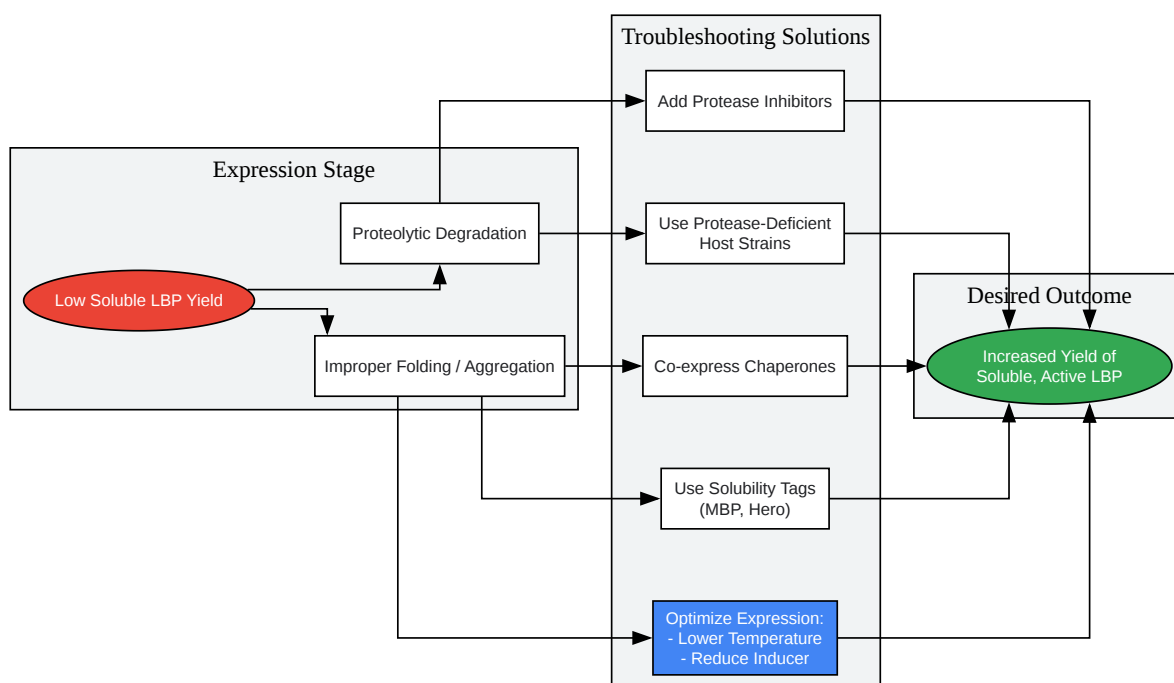 Troubleshooting Solutions
Add Protease Inhibitors
Expression Stage
Proteolytic Degradation
Use Protease-Deficient
Host Strains
Low Soluble LBP Yield
Desired Outcome
Improper Folding / Aggregation
Co-express Chaperones
Increased Yield of
Soluble, Active LBP
Use Solubility Tags
(MBP, Hero)
Optimize Expression:
- Lower Temperature
- Reduce Inducer